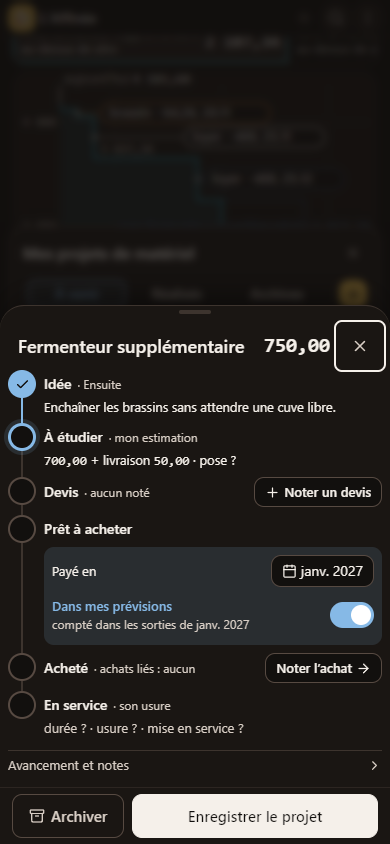 Mes projets de matériel
Fermenteur supplémentaire 750,00
Idée · Ensuite
Enchaîner les brassins sans attendre une cuve libre.
À étudier · mon estimation
700,00 + livraison 50,00 · pose ?
Devis · aucun noté
Noter un devis
Prêt à acheter
Payé en
janv. 2027
Dans mes prévisions
compté dans les sorties de janv. 2027
Acheté · achats liés : aucun
Noter l'achat →
En service · son usure
durée ? · usure ? · mise en service ?
Avancement et notes
Archiver
Enregistrer le projet